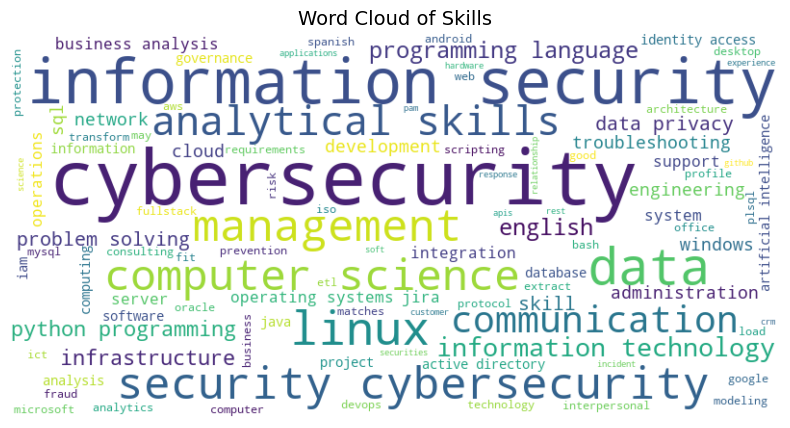 Word Cloud of Skills
business analysis
spanish
android
identity access
governance
applications
programming language
desktop
protection
hardware
web
experience
information security
aws
pam
architecture
sql
network
analytical skills
data privacy
transform
may
information
operations
cloud
requirements
development
scripting
good
troubleshooting
artificial intelligence
science
risk
cybersecurity
relationship
response
support
github
profile
engineering
plsql
fullstack
iso
apis
rest
management
english
system
office
problem solving
mysql
consulting
fit
prevention
soft
integration
bash
windows
iam
computing
computer science
etl
database
extract
data
administration
server
oracle
operating systems
jira
matches
customer
protocol
skill
software
python programming
java
linux
communication
load
crm
ict
infrastructure
business
securities
information technology
project
active directory
incident
analysis
fraud
security cybersecurity
google
modeling
microsoft
analytics
computer
devops
technology
interpersonal